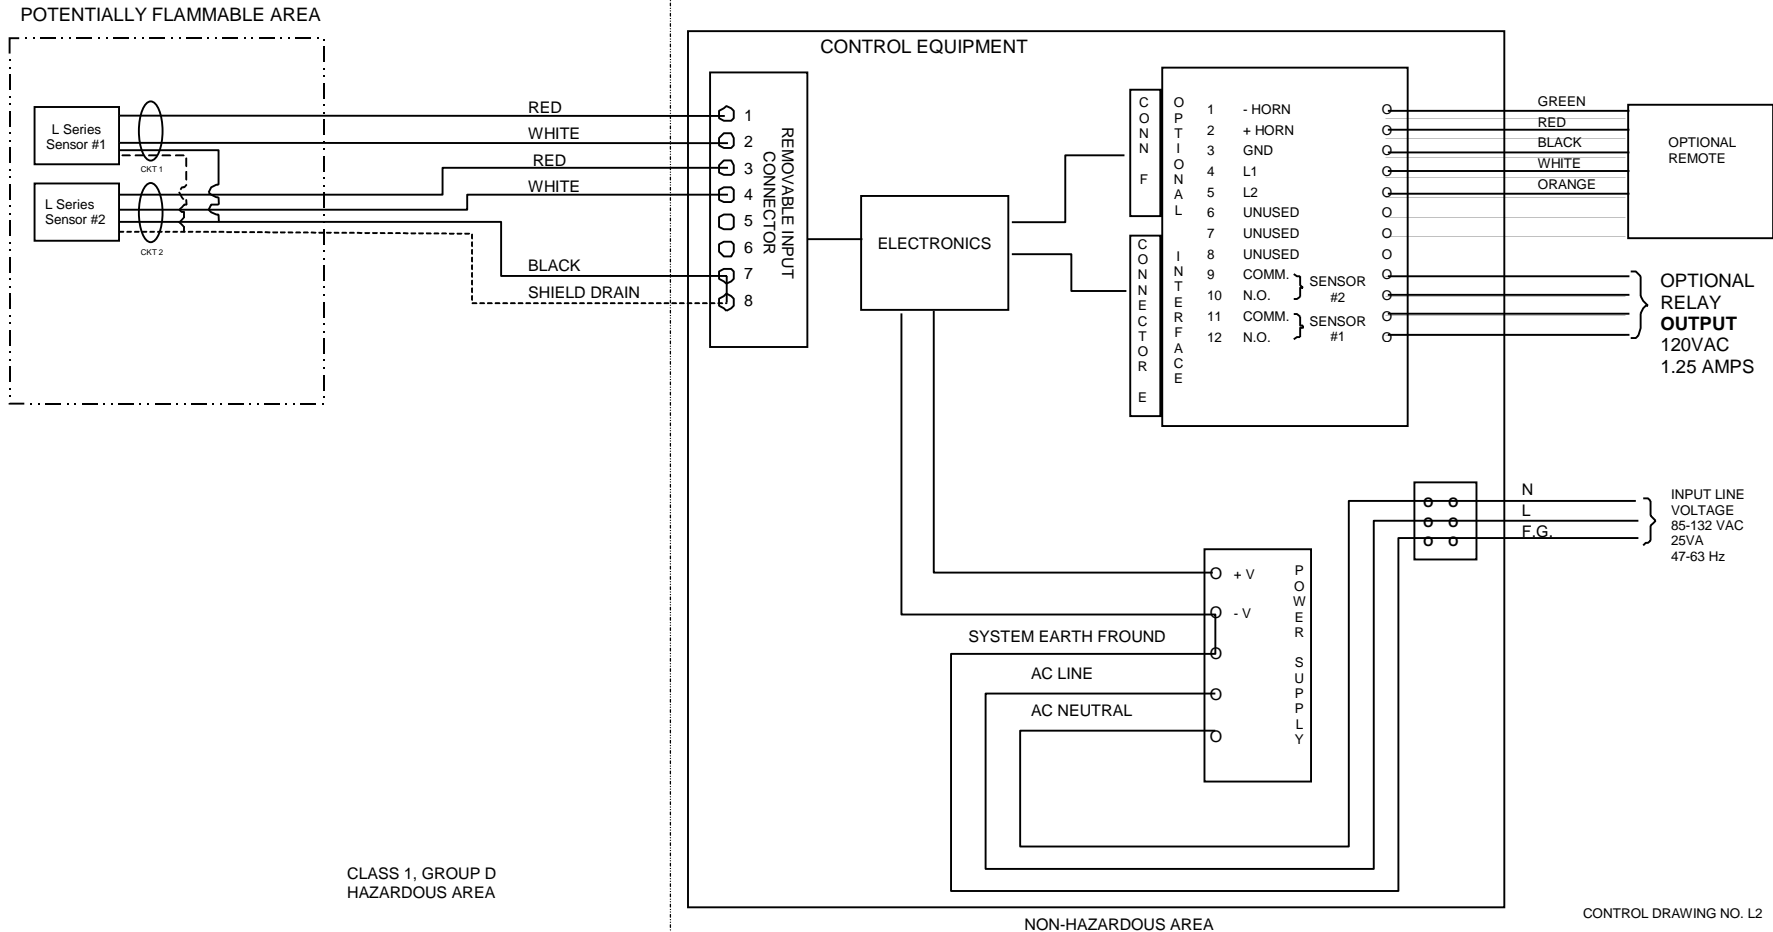 POTENTIALLY FLAMMABLE AREA
L Series
Sensor #1
CKT 1
L Series
Sensor #2
CKT 2
RED
WHITE
RED
WHITE
BLACK
SHIELD DRAIN
CLASS 1, GROUP D
HAZARDOUS AREA
CONTROL EQUIPMENT
1
2
3
4
5
6
7
8
REMOVABLE INPUT
CONNECTOR
ELECTRONICS
CONN F
CONNECTOR E
OPTIONAL INTERFACE
1 - HORN
2 + HORN
3 GND
4 L1
5 L2
6 UNUSED
7 UNUSED
8 UNUSED
9 COMM.
10 N.O.
SENSOR
#2
11 COMM.
12 N.O.
SENSOR
#1
GREEN
RED
BLACK
WHITE
ORANGE
OPTIONAL
REMOTE
OPTIONAL
RELAY
OUTPUT
120VAC
1.25 AMPS
N
L
F.G.
INPUT LINE
VOLTAGE
85-132 VAC
25VA
47-63 Hz
+ V
- V
POWER SUPPLY
SYSTEM EARTH FROUND
AC LINE
AC NEUTRAL
NON-HAZARDOUS AREA
CONTROL DRAWING NO. L2